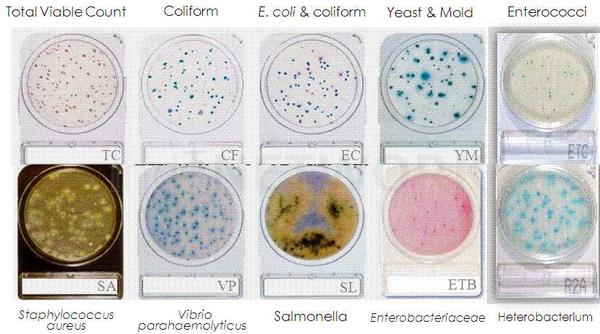 Total Viable Count
Coliform
E. coli & coliform
Yeast & Mold
Enterococci
TC
CF
EC
YM
ETC
SA
VP
SL
ETB
R2A
Staphylococcus
aureus
Vibrio
parahaemolyticus
Salmonella
Enterobacteriaceae
Heterobacterium